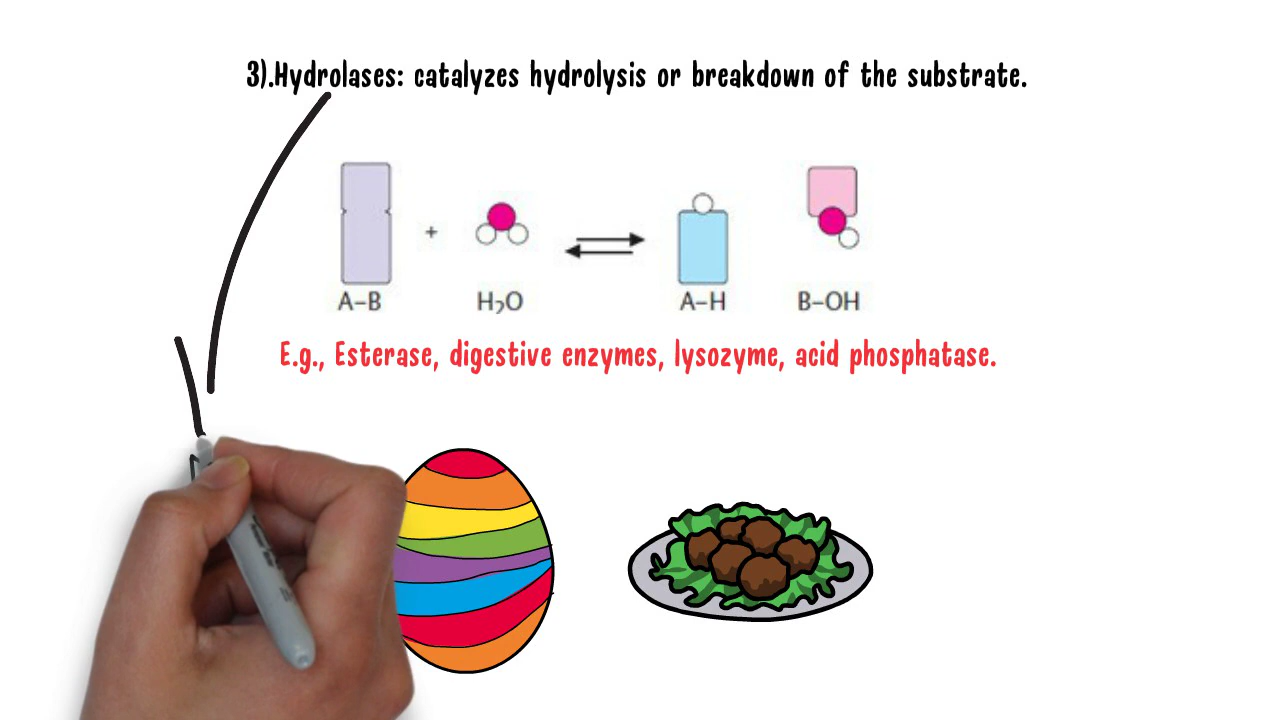 3).Hydrolases: catalyzes hydrolysis or breakdown of the substrate.
+
A–B H₂O A–H B–OH
E.g., Esterase, digestive enzymes, lysozyme, acid phosphatase.